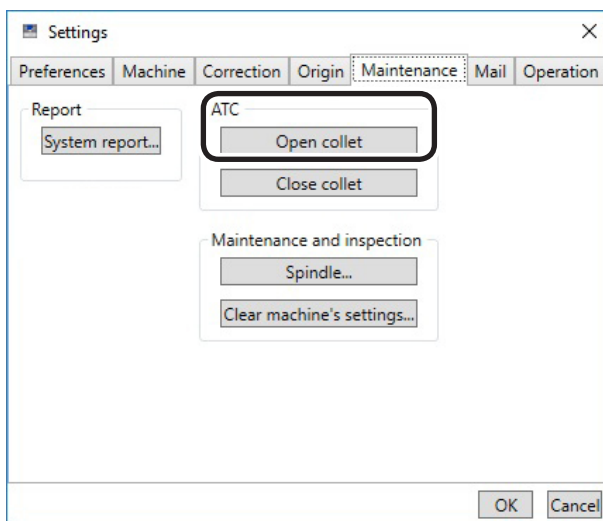 Settings
Preferences Machine Correction Origin Maintenance Mail Operation
Report
System report...
ATC
Open collet
Close collet
Maintenance and inspection
Spindle...
Clear machine's settings...
OK Cancel